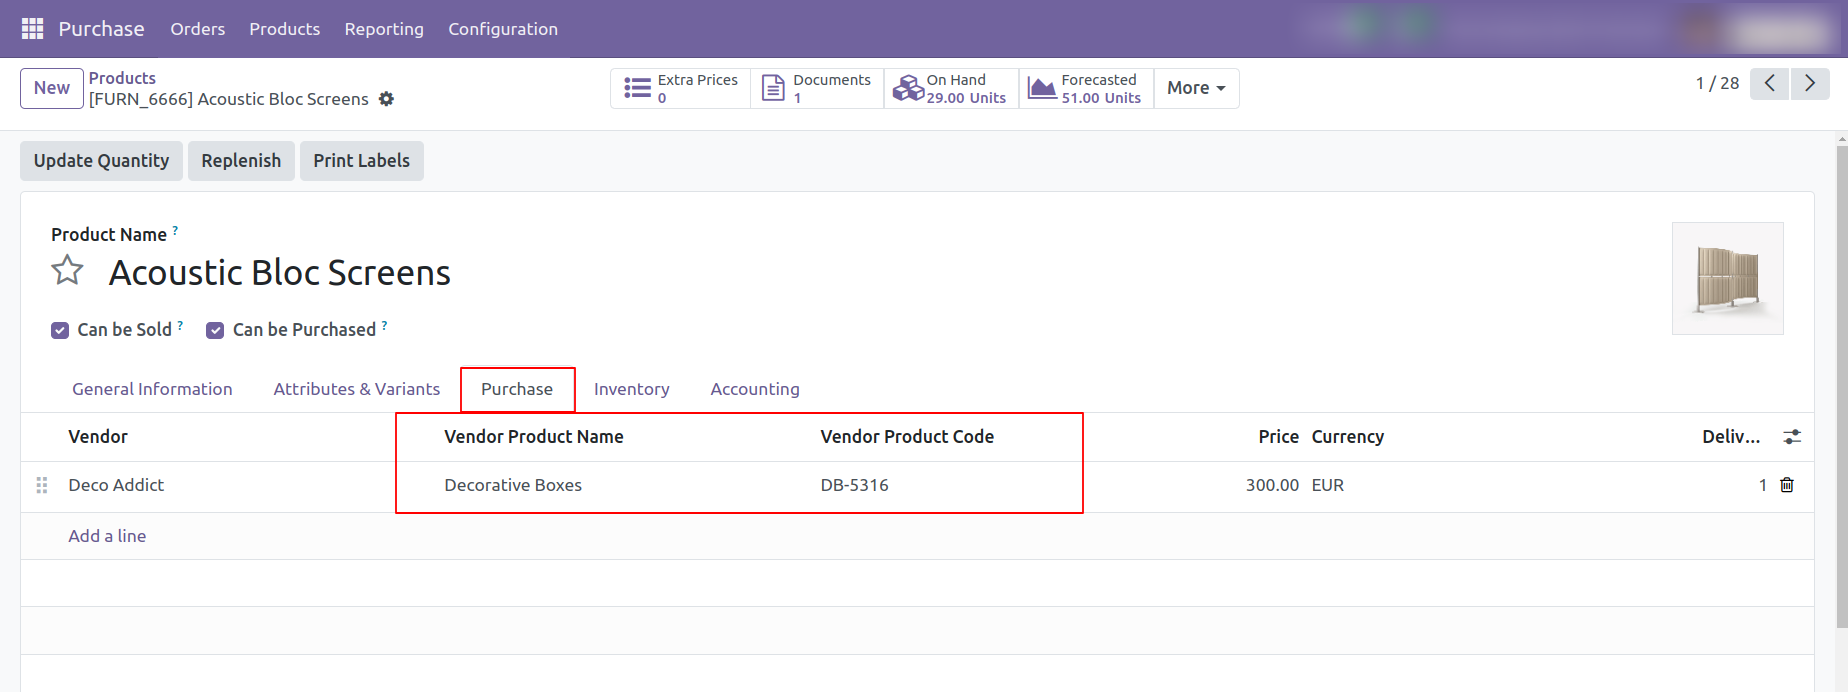 Purchase Orders Products Reporting Configuration
New
Products
[FURN_6666] Acoustic Bloc Screens
Extra Prices
0
Documents
1
On Hand
29.00 Units
Forecasted
51.00 Units
More
1 / 28
Update Quantity Replenish Print Labels
Product Name ?
Acoustic Bloc Screens
Can be Sold ? Can be Purchased ?
General Information Attributes & Variants Purchase Inventory Accounting
Vendor Vendor Product Name Vendor Product Code Price Currency Deliv...
Deco Addict Decorative Boxes DB-5316 300.00 EUR 1
Add a line